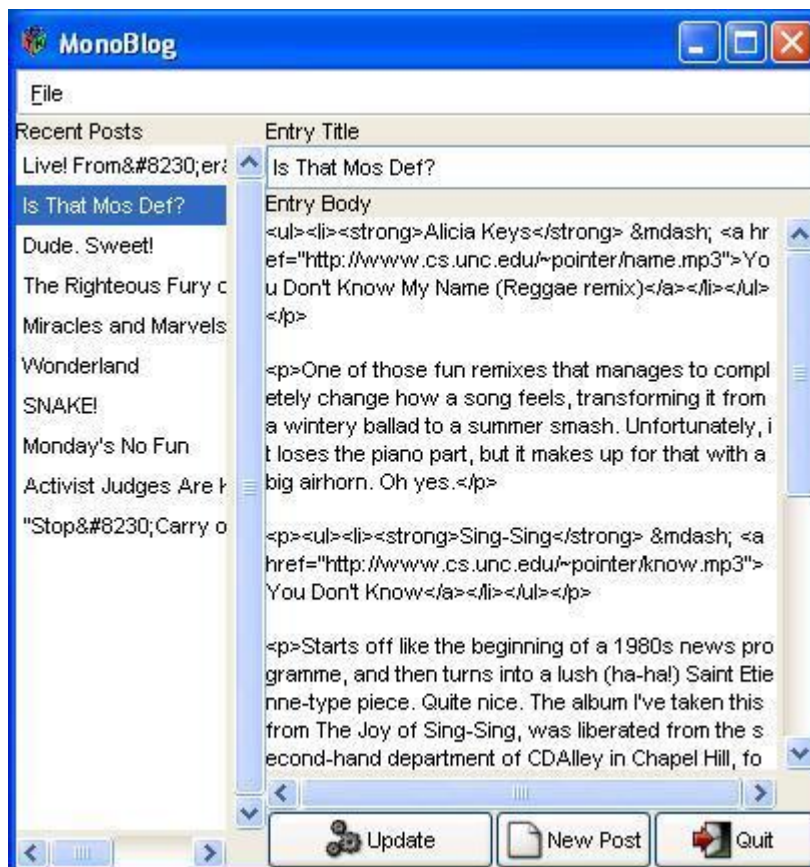 MonoBlog
File
Recent Posts
Live! From&#8230;er&
Is That Mos Def?
Dude. Sweet!
The Righteous Fury o
Miracles and Marvels
Wonderland
SNAKE!
Monday's No Fun
Activist Judges Are
"Stop&#8230;Carry o
Entry Title
Is That Mos Def?
Entry Body
<ul><li><strong>Alicia Keys</strong> &mdash; <a hr
ef="http://www.cs.unc.edu/~pointer/name.mp3">Yo
u Don't Know My Name (Reggae remix)</a></li></ul>
</p>
<p>One of those fun remixes that manages to compl
etely change how a song feels, transforming it from
a wintery ballad to a summer smash. Unfortunately, i
t loses the piano part, but it makes up for that with a
big airhorn. Oh yes.</p>
<p><ul><li><strong>Sing-Sing</strong> &mdash; <a
href="http://www.cs.unc.edu/~pointer/know.mp3">
You Don't Know</a></li></ul></p>
<p>Starts off like the beginning of a 1980s news pro
gramme, and then turns into a lush (ha-ha!) Saint Etie
nne-type piece. Quite nice. The album I've taken this
from The Joy of Sing-Sing, was liberated from the s
econd-hand department of CDAlley in Chapel Hill, fo
Update
New Post
Quit